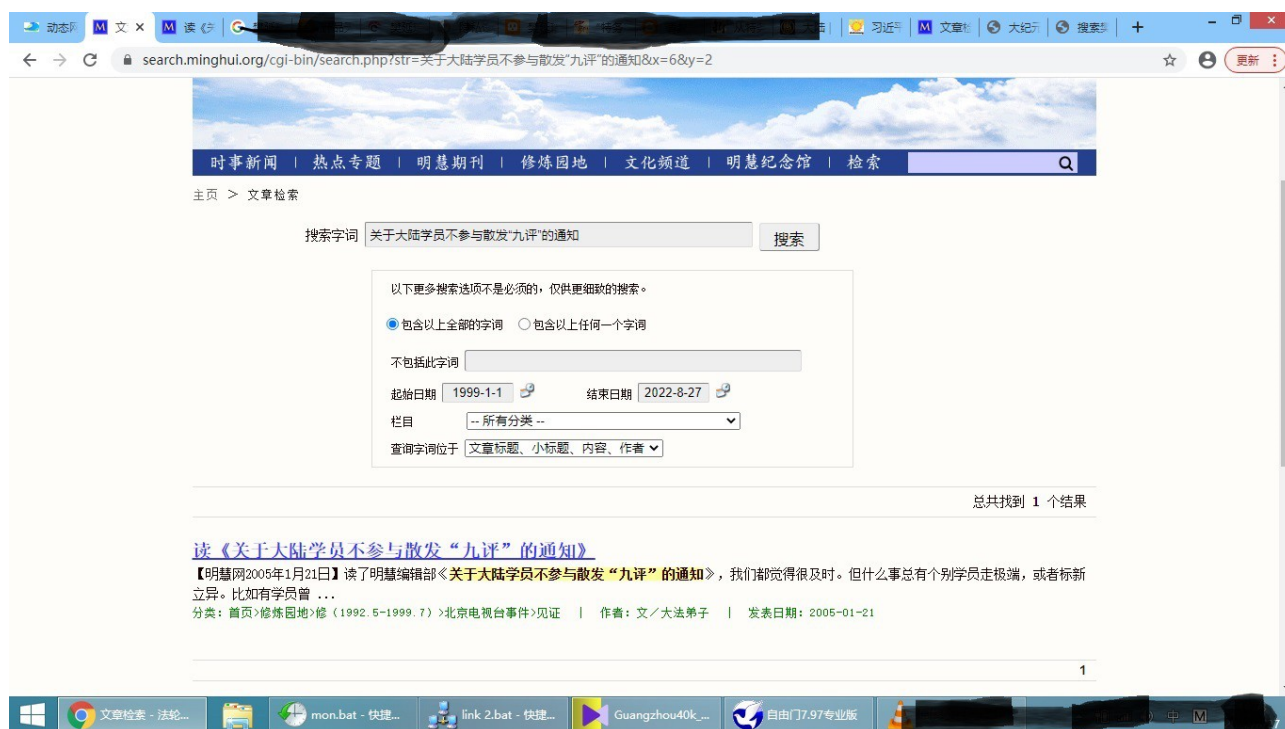 动态网
文
读《关
习近平
文章检
大纪元
搜索
search.minghui.org/cgi-bin/search.php?str=关于大陆学员不参与散发"九评"的通知&x=6&y=2
更新
时事新闻 | 热点专题 | 明慧期刊 | 修炼园地 | 文化频道 | 明慧纪念馆 | 检索
主页 > 文章检索
搜索字词 关于大陆学员不参与散发"九评"的通知 搜索
以下更多搜索选项不是必须的，仅供更细致的搜索。
包含以上全部的字词 包含以上任何一个字词
不包括此字词
起始日期 1999-1-1 结束日期 2022-8-27
栏目 -- 所有分类 --
查询字词位于 文章标题、小标题、内容、作者
总共找到 1 个结果
读《关于大陆学员不参与散发“九评”的通知》
【明慧网2005年1月21日】读了明慧编辑部《关于大陆学员不参与散发“九评”的通知》，我们都觉得很及时。但什么事总有个别学员走极端，或者标新
立异。比如有学员曾 ...
分类：首页>修炼园地>修（1992.5-1999.7）>北京电视台事件>见证 | 作者：文／大法弟子 | 发表日期：2005-01-21
1
文章检索 - 法轮... mon.bat - 快捷... link 2.bat - 快捷... Guangzhou40k_... 自由门7.97专业版 中 M